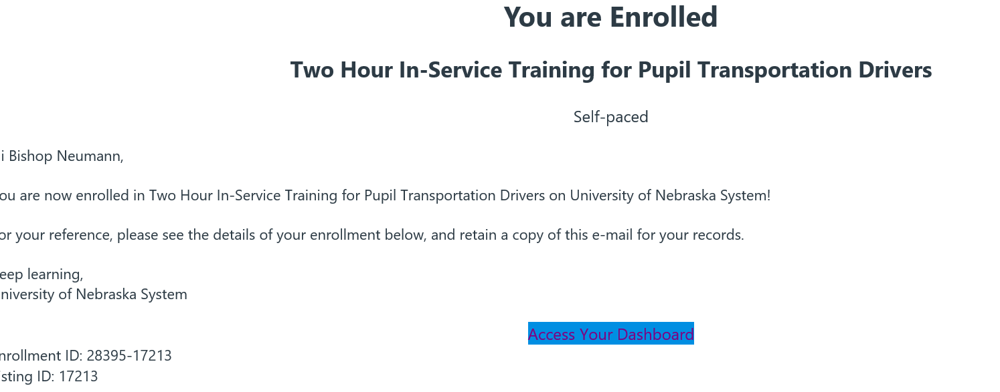 You are Enrolled
Two Hour In-Service Training for Pupil Transportation Drivers
Self-paced
i Bishop Neumann,
ou are now enrolled in Two Hour In-Service Training for Pupil Transportation Drivers on University of Nebraska System!
or your reference, please see the details of your enrollment below, and retain a copy of this e-mail for your records.
eep learning,
niversity of Nebraska System
Access Your Dashboard
nrollment ID: 28395-17213
isting ID: 17213